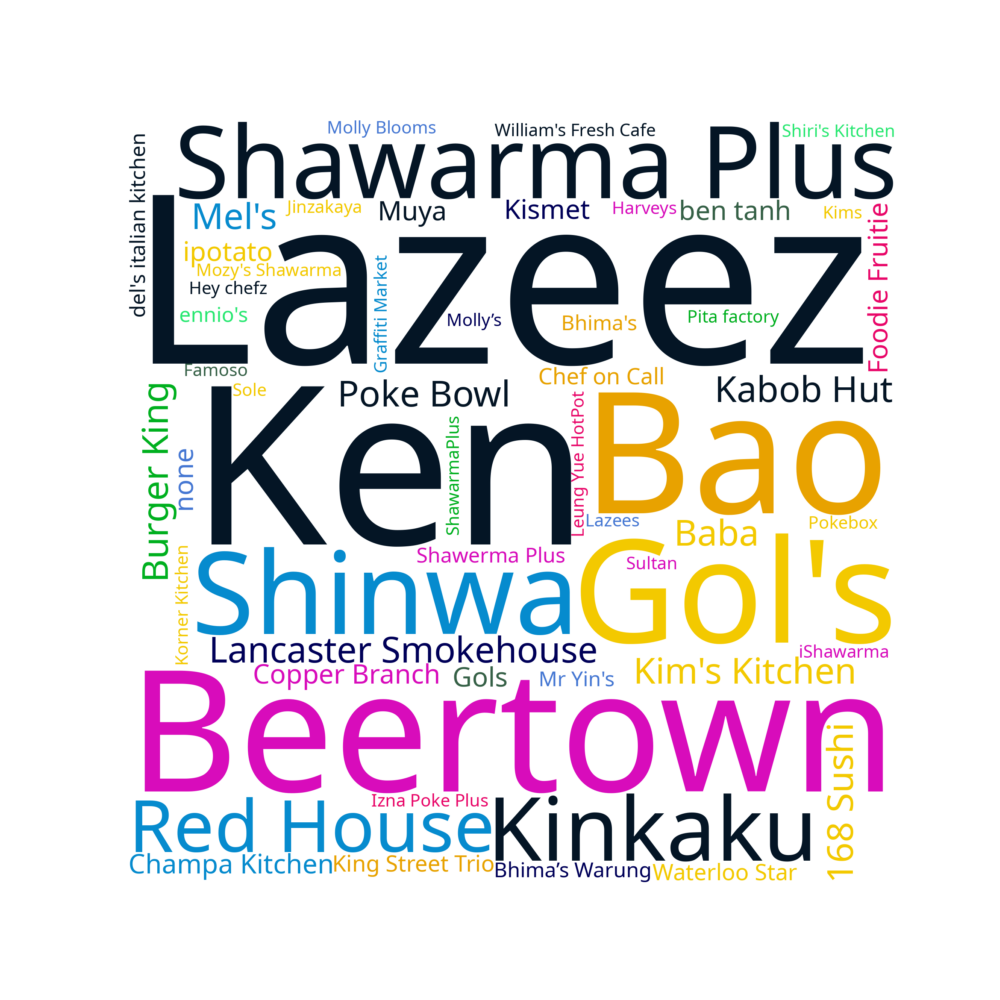 Molly Blooms
William's Fresh Cafe
Shiri's Kitchen
Shawarma Plus
del's italian kitchen
Mel's
Jinzakaya
Muya
Kismet
Harveys
ben tanh
Kims
Foodie Fruitie
Lazeez
ipotato
Mozy's Shawarma
Hey chefz
ennio's
Graffiti Market
Molly’s
Bhima's
Pita factory
Famoso
Sole
Poke Bowl
Chef on Call
Kabob Hut
Burger King
none
Ken
ShawarmaPlus
Leung Yue HotPot
Bao
Lazees
Baba
Pokebox
Korner Kitchen
Shawerma Plus
Sultan
Shinwa
Gol's
Lancaster Smokehouse
iShawarma
Copper Branch
Gols
Mr Yin's
Kim's Kitchen
Beertown
168 Sushi
Izna Poke Plus
Red House
Kinkaku
Champa Kitchen
King Street Trio
Bhima’s Warung
Waterloo Star